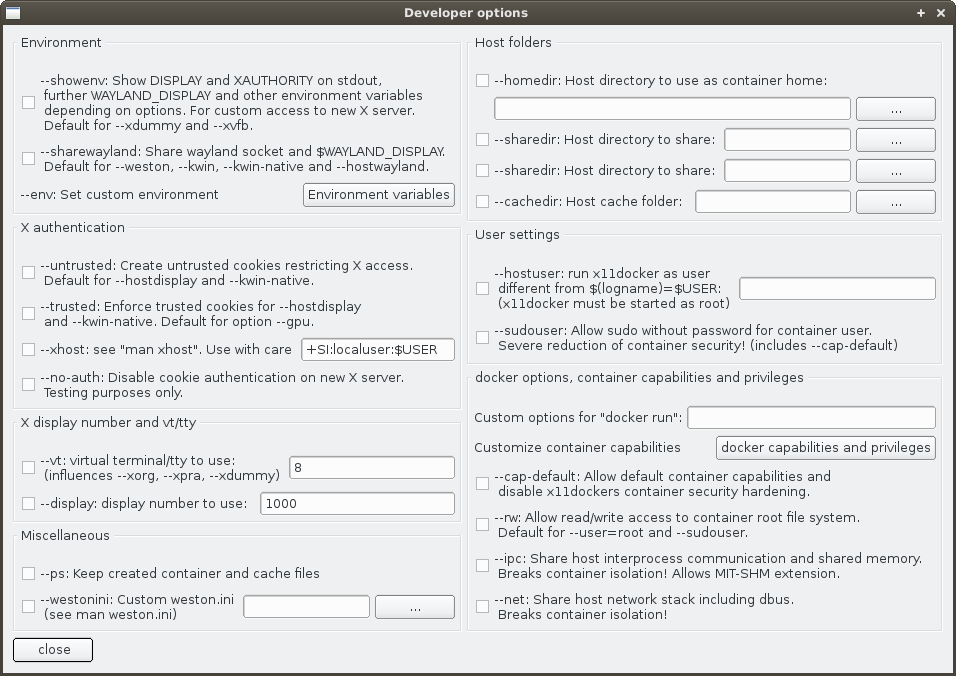 Developer options
Environment
--showenv: Show DISPLAY and XAUTHORITY on stdout,
further WAYLAND_DISPLAY and other environment variables
depending on options. For custom access to new X server.
Default for --xdummy and --xvfb.
--sharewayland: Share wayland socket and $WAYLAND_DISPLAY.
Default for --weston, --kwin, --kwin-native and --hostwayland.
--env: Set custom environment
Environment variables
X authentication
--untrusted: Create untrusted cookies restricting X access.
Default for --hostdisplay and --kwin-native.
--trusted: Enforce trusted cookies for --hostdisplay
and --kwin-native. Default for option --gpu.
--xhost: see "man xhost". Use with care
+SI:localuser:$USER
--no-auth: Disable cookie authentication on new X server.
Testing purposes only.
X display number and vt/tty
--vt: virtual terminal/tty to use:
(influences --xorg, --xpra, --xdummy)
8
--display: display number to use:
1000
Miscellaneous
--ps: Keep created container and cache files
--westonini: Custom weston.ini
(see man weston.ini)
...
close
Host folders
--homedir: Host directory to use as container home:
...
--sharedir: Host directory to share:
...
--sharedir: Host directory to share:
...
--cachedir: Host cache folder:
...
User settings
--hostuser: run x11docker as user
different from $(logname)=$USER:
(x11docker must be started as root)
--sudouser: Allow sudo without password for container user.
Severe reduction of container security! (includes --cap-default)
docker options, container capabilities and privileges
Custom options for "docker run":
Customize container capabilities
docker capabilities and privileges
--cap-default: Allow default container capabilities and
disable x11dockers container security hardening.
--rw: Allow read/write access to container root file system.
Default for --user=root and --sudouser.
--ipc: Share host interprocess communication and shared memory.
Breaks container isolation! Allows MIT-SHM extension.
--net: Share host network stack including dbus.
Breaks container isolation!